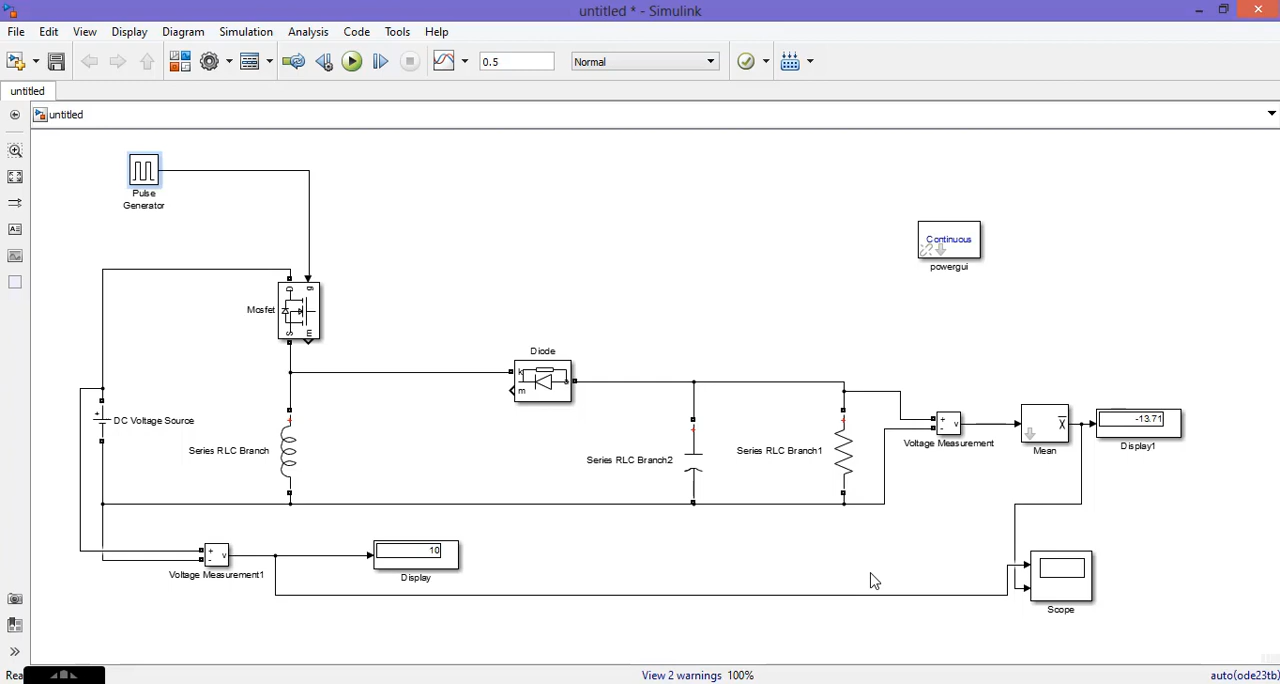 untitled * - Simulink
File Edit View Display Diagram Simulation Analysis Code Tools Help
0.5 Normal
untitled
untitled
Pulse
Generator
Continuous
powergui
g
D
Mosfet
S
m
Diode
k
m
+
DC Voltage Source
+
Series RLC Branch
+
Series RLC Branch2
+
Series RLC Branch1
+
-
v
Voltage Measurement
X
Mean
-13.71
Display1
+
-
v
Voltage Measurement1
10
Display
Scope
Rea
View 2 warnings 100%
auto(ode23tb)